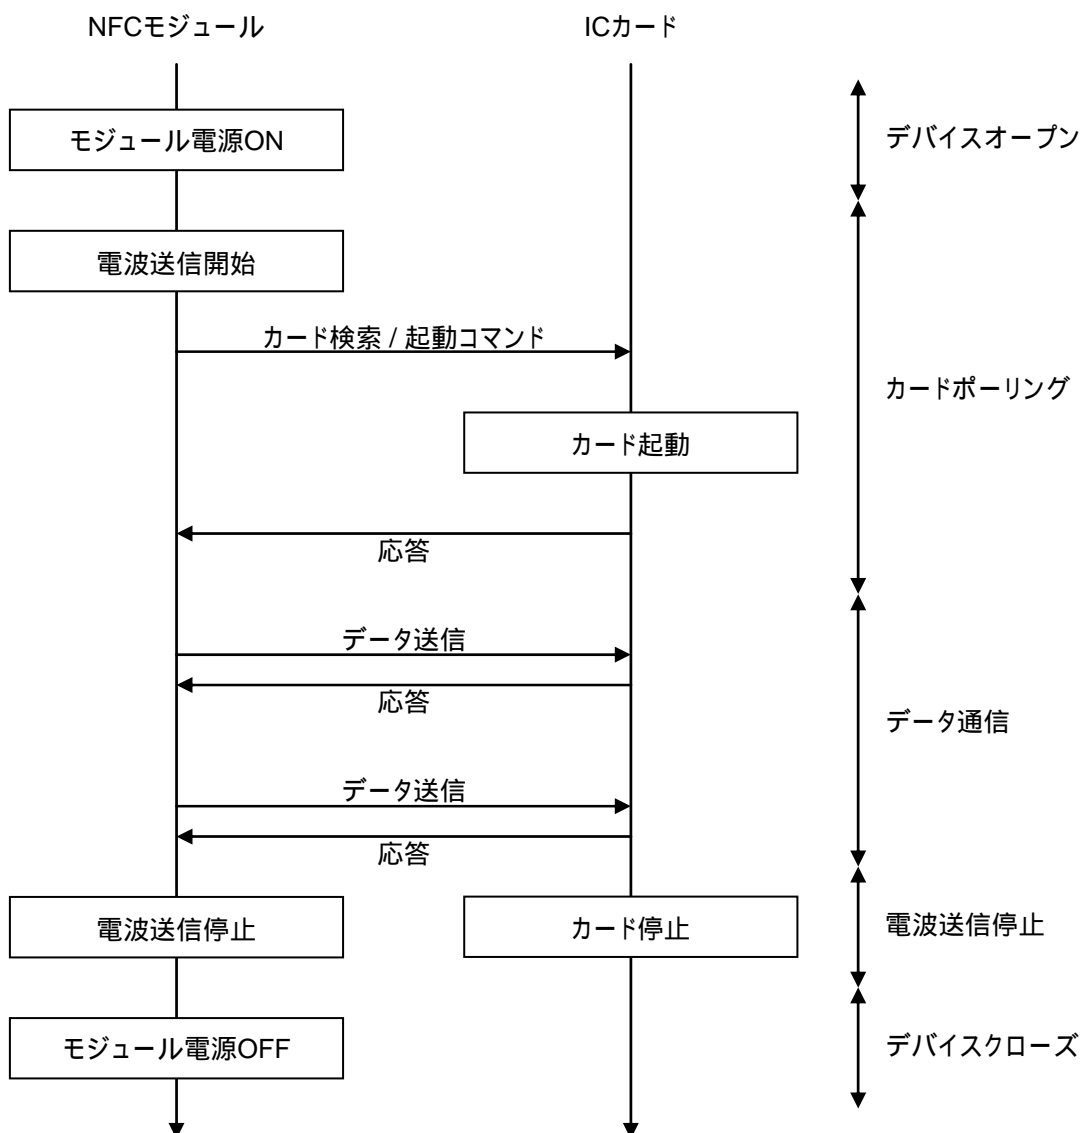 NFCモジュール
ICカード
モジュール電源ON
デバイスオープン
電波送信開始
カード検索 / 起動コマンド
カードポーリング
カード起動
応答
データ送信
応答
データ通信
データ送信
応答
電波送信停止
カード停止
電波送信停止
モジュール電源OFF
デバイスクローズ